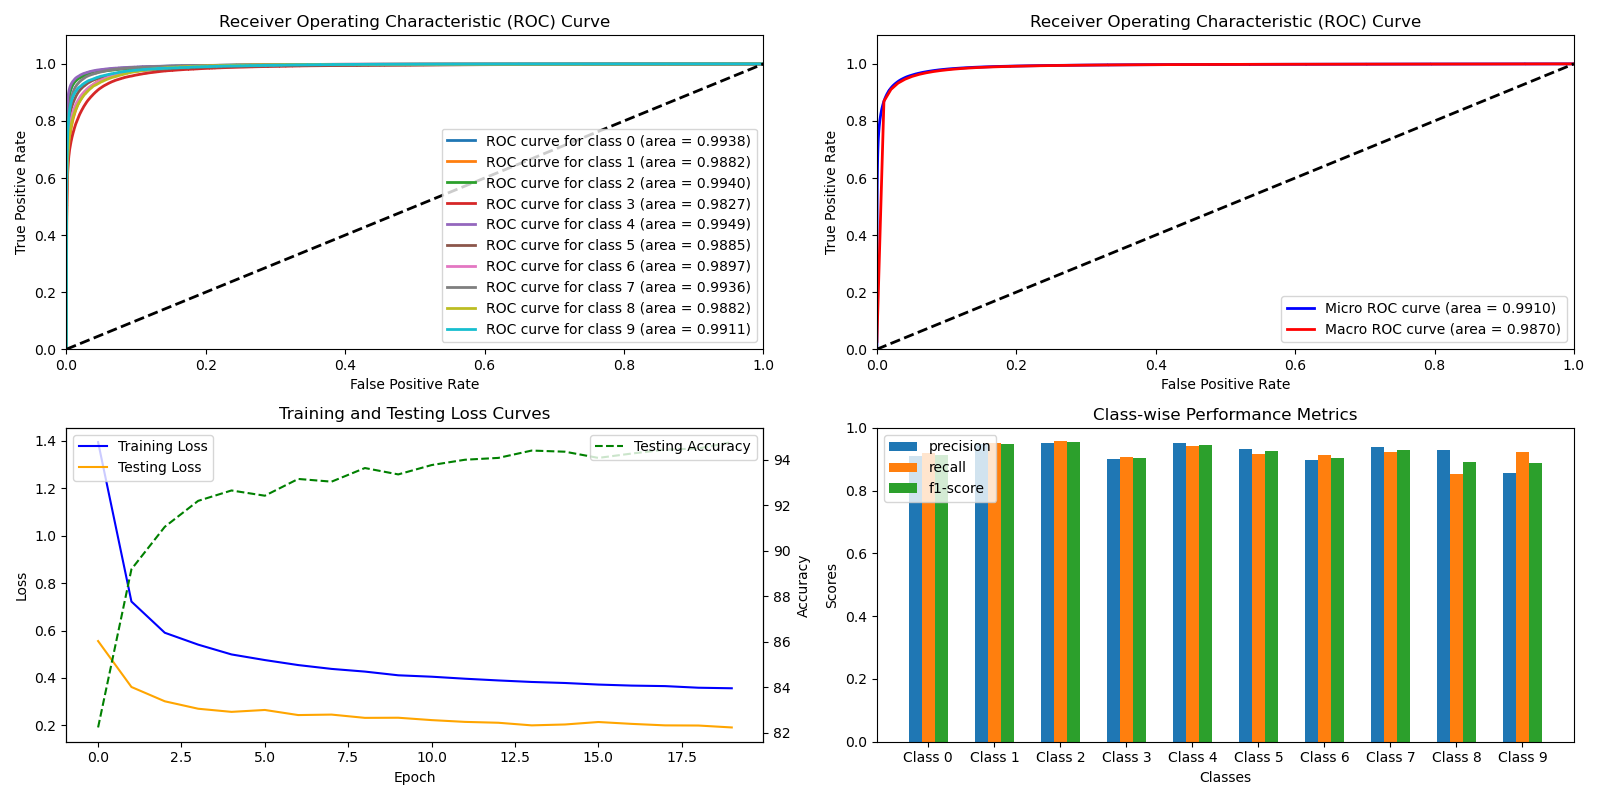 Receiver Operating Characteristic (ROC) Curve
True Positive Rate
1.0
0.8
0.6
0.4
0.2
0.0
ROC curve for class 0 (area = 0.9938)
ROC curve for class 1 (area = 0.9882)
ROC curve for class 2 (area = 0.9940)
ROC curve for class 3 (area = 0.9827)
ROC curve for class 4 (area = 0.9949)
ROC curve for class 5 (area = 0.9885)
ROC curve for class 6 (area = 0.9897)
ROC curve for class 7 (area = 0.9936)
ROC curve for class 8 (area = 0.9882)
ROC curve for class 9 (area = 0.9911)
0.0 0.2 0.4 0.6 0.8 1.0
False Positive Rate
Receiver Operating Characteristic (ROC) Curve
True Positive Rate
1.0
0.8
0.6
0.4
0.2
0.0
Micro ROC curve (area = 0.9910)
Macro ROC curve (area = 0.9870)
0.0 0.2 0.4 0.6 0.8 1.0
False Positive Rate
Training and Testing Loss Curves
Loss
1.4
1.2
1.0
0.8
0.6
0.4
0.2
Training Loss
Testing Loss
Testing Accuracy
94
92
90
88
86
84
82
Accuracy
0.0 2.5 5.0 7.5 10.0 12.5 15.0 17.5
Epoch
Class-wise Performance Metrics
Scores
1.0
0.8
0.6
0.4
0.2
0.0
precision
recall
f1-score
Class 0 Class 1 Class 2 Class 3 Class 4 Class 5 Class 6 Class 7 Class 8 Class 9
Classes